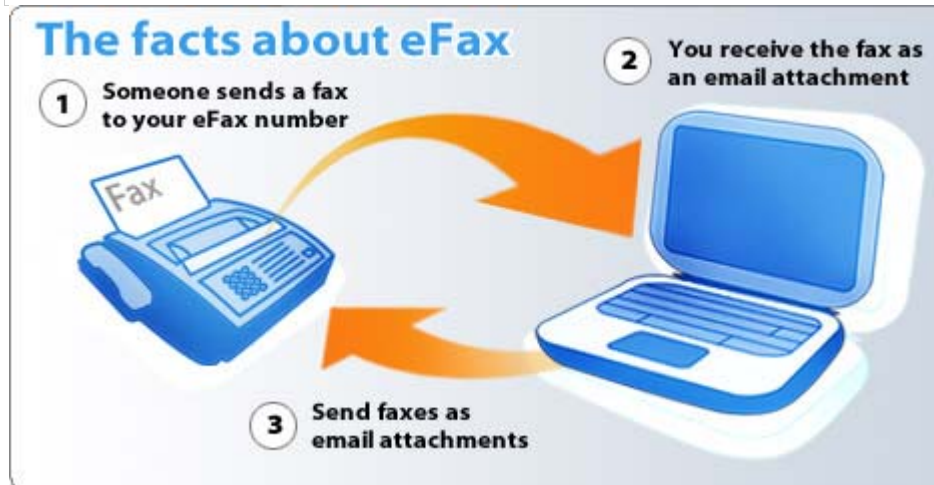 The facts about eFax
1
Someone sends a fax
to your eFax number
2
You receive the fax as
an email attachment
Fax
3
Send faxes as
email attachments